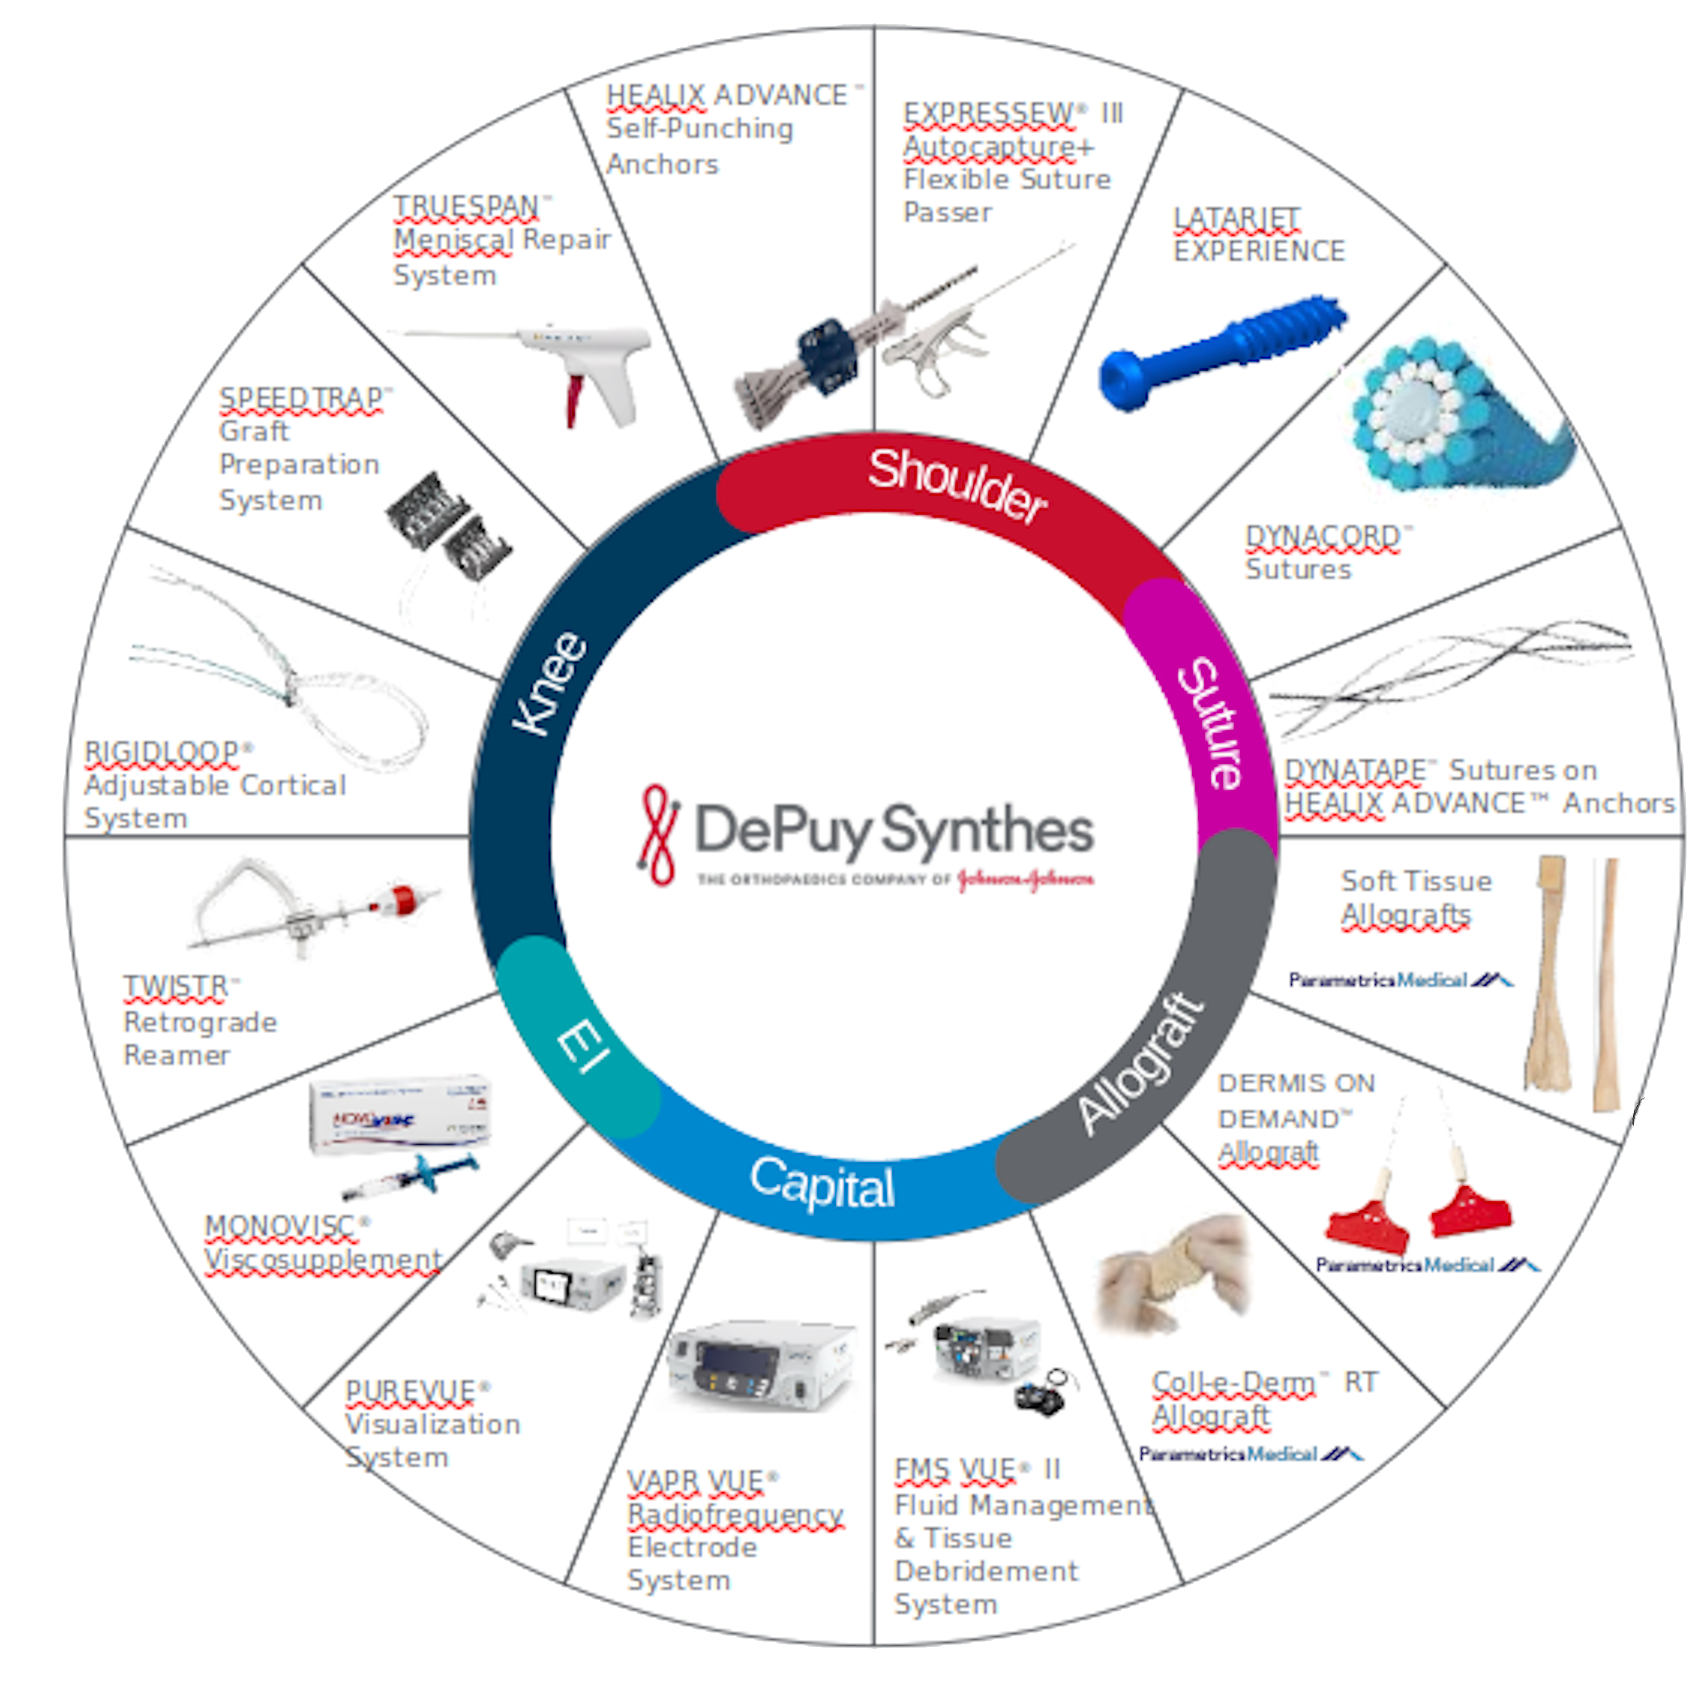 HEALIX ADVANCE™
Self-Punching
Anchors
EXPRESSEW® III
Autocapture+
Flexible Suture
Passer
LATARJET
EXPERIENCE
DYNACORD™
Sutures
DYNATAPE™ Sutures on
HEALIX ADVANCE™ Anchors
Soft Tissue
Allografts
ParametricsMedical
DERMIS ON
DEMAND™
Allograft
ParametricsMedical
Coll-e-Derm™ RT
Allograft
ParametricsMedical
FMS VUE® II
Fluid Management
& Tissue
Debridement
System
VAPR VUE®
Radiofrequency
Electrode
System
PUREVUE®
Visualization
System
MONOVISC®
Viscosupplement
TWISTR™
Retrograde
Reamer
RIGIDLOOP®
Adjustable Cortical
System
SPEEDTRAP™
Graft
Preparation
System
TRUESPAN™
Meniscal Repair
System
Shoulder
Suture
Allograft
Capital
EI
Knee
DePuy Synthes
THE ORTHOPAEDICS COMPANY OF Johnson & Johnson